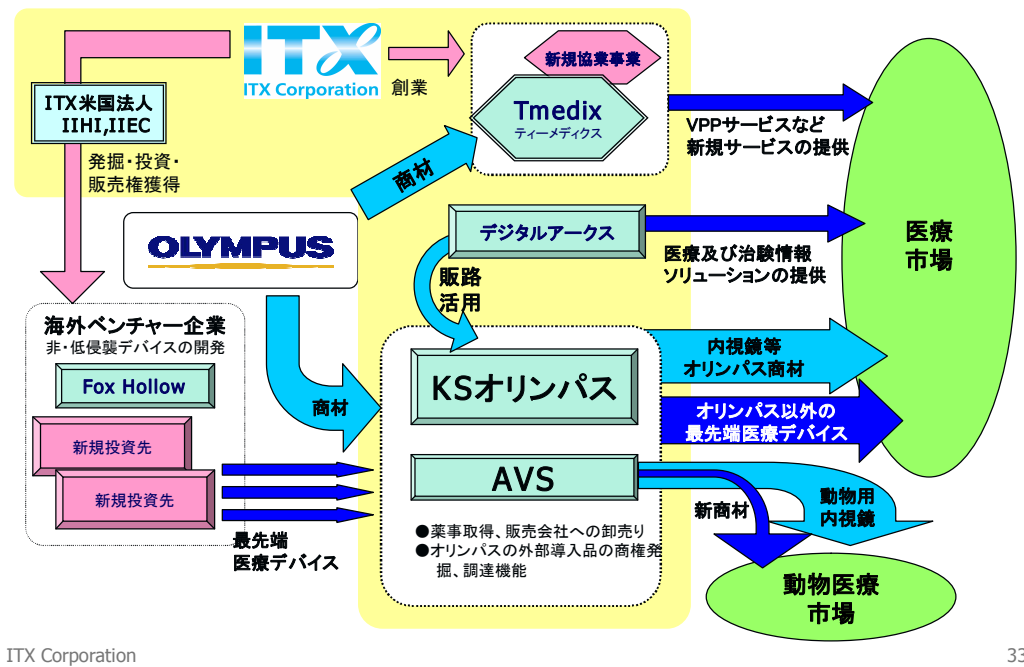 ITX
ITX Corporation
創業
新規協業事業
Tmedix
ティーメディクス
ITX米国法人
IIHI,IIEC
発掘・投資・
販売権獲得
商材
VPPサービスなど
新規サービスの提供
OLYMPUS
デジタルアークス
医療及び治験情報
ソリューションの提供
医療
市場
販路
活用
海外ベンチャー企業
非・低侵襲デバイスの開発
Fox Hollow
新規投資先
新規投資先
最先端
医療デバイス
商材
KSオリンパス
内視鏡等
オリンパス商材
オリンパス以外の
最先端医療デバイス
AVS
●薬事取得、販売会社への卸売り
●オリンパスの外部導入品の商権発
掘、調達機能
新商材
動物用
内視鏡
動物医療
市場
ITX Corporation
33